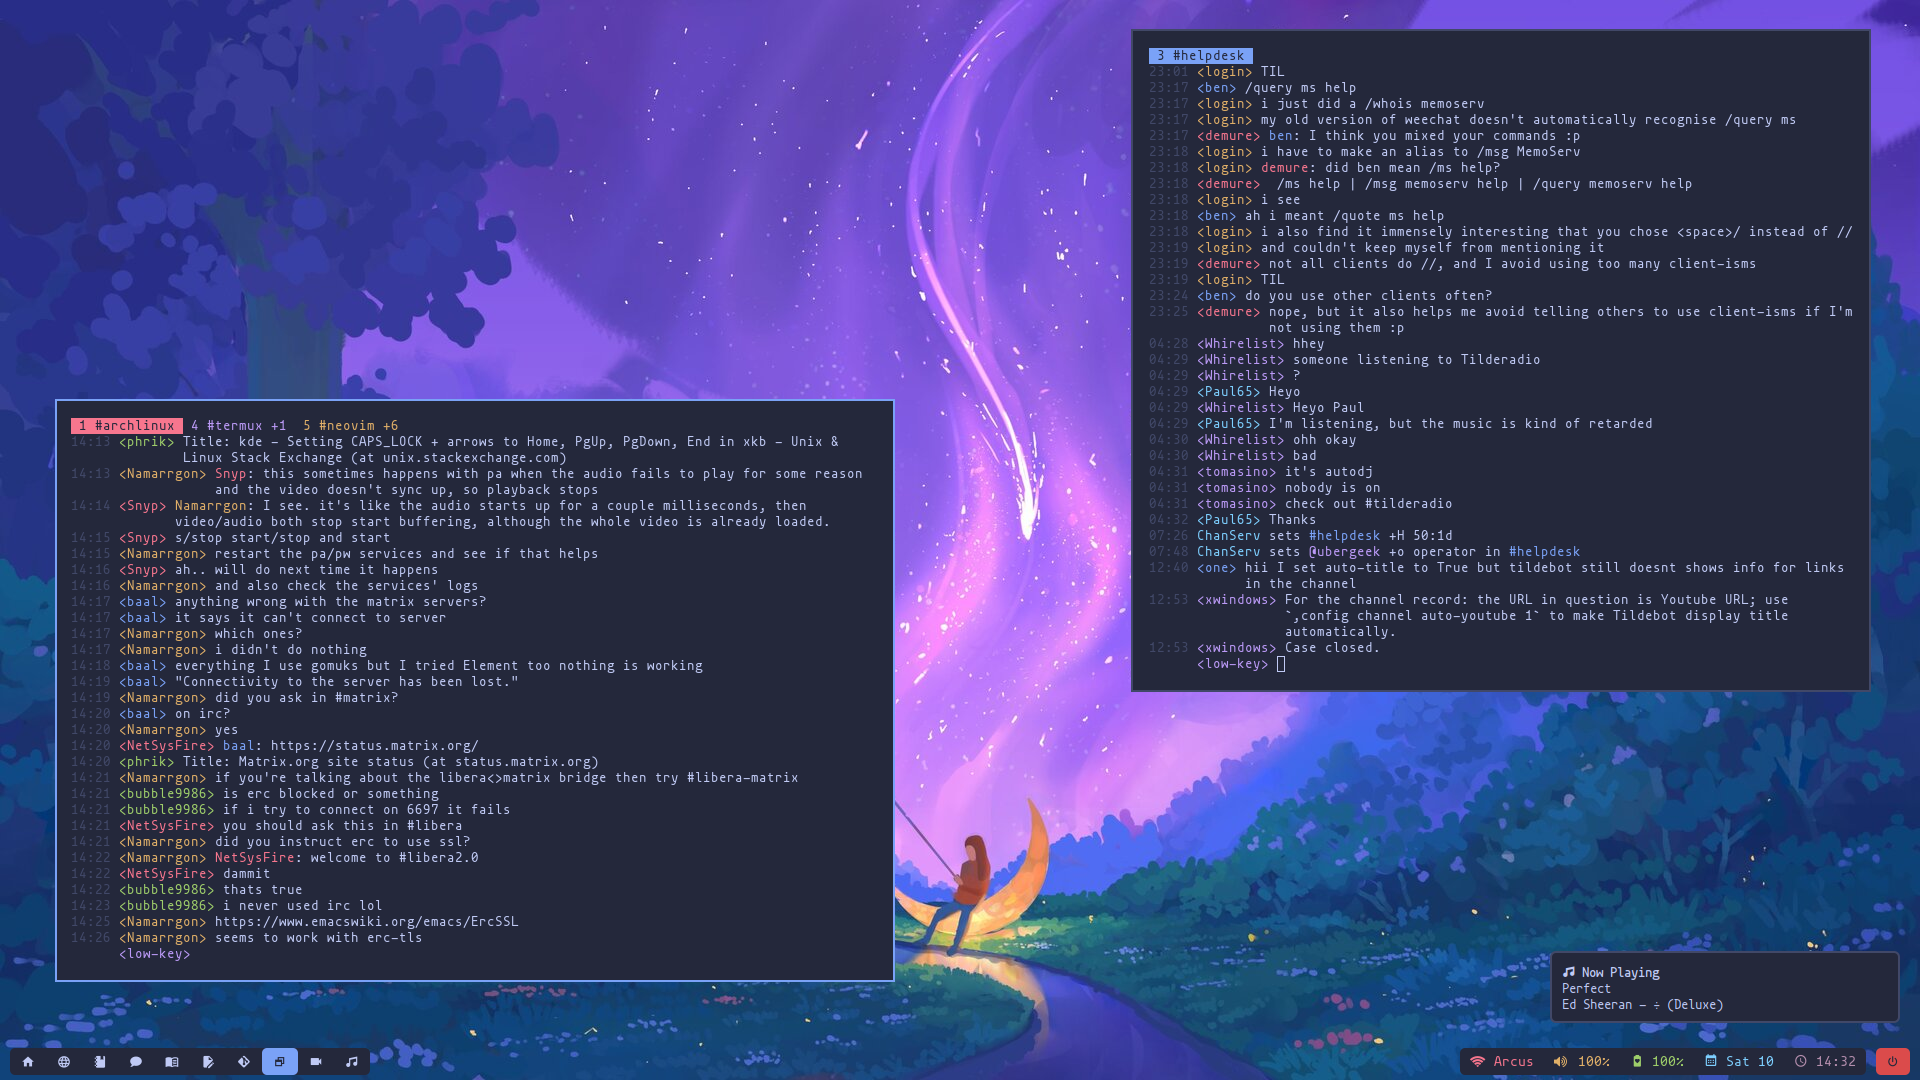 1 #archlinux 4 #termux +1 5 #neovim +6
14:13 <phrik> Title: kde - Setting CAPS_LOCK + arrows to Home, PgUp, PgDown, End in xkb - Unix &
Linux Stack Exchange (at unix.stackexchange.com)
14:13 <Namarrgon> Snyp: this sometimes happens with pa when the audio fails to play for some reason
and the video doesn't sync up, so playback stops
14:14 <Snyp> Namarrgon: I see. it's like the audio starts up for a couple milliseconds, then
video/audio both stop start buffering, although the whole video is already loaded.
14:15 <Snyp> s/stop start/stop and start
14:15 <Namarrgon> restart the pa/pw services and see if that helps
14:16 <Snyp> ah.. will do next time it happens
14:16 <Namarrgon> and also check the services' logs
14:17 <baal> anything wrong with the matrix servers?
14:17 <baal> it says it can't connect to server
14:17 <Namarrgon> which ones?
14:17 <Namarrgon> i didn't do nothing
14:18 <baal> everything I use gomuks but I tried Element too nothing is working
14:19 <baal> "Connectivity to the server has been lost."
14:19 <Namarrgon> did you ask in #matrix?
14:20 <baal> on irc?
14:20 <Namarrgon> yes
14:20 <NetSysFire> baal: https://status.matrix.org/
14:20 <phrik> Title: Matrix.org site status (at status.matrix.org)
14:21 <Namarrgon> if you're talking about the libera<>matrix bridge then try #libera-matrix
14:21 <bubble9986> is erc blocked or something
14:21 <bubble9986> if i try to connect on 6697 it fails
14:21 <NetSysFire> you should ask this in #libera
14:21 <Namarrgon> did you instruct erc to use ssl?
14:22 <Namarrgon> NetSysFire: welcome to #libera2.0
14:22 <NetSysFire> dammit
14:22 <bubble9986> thats true
14:23 <bubble9986> i never used irc lol
14:25 <Namarrgon> https://www.emacswiki.org/emacs/ErcSSL
14:26 <Namarrgon> seems to work with erc-tls
<low-key>
3 #helpdesk
23:01 <login> TIL
23:17 <ben> /query ms help
23:17 <login> i just did a /whois memoserv
23:17 <login> my old version of weechat doesn't automatically recognise /query ms
23:17 <demure> ben: I think you mixed your commands :p
23:18 <login> i have to make an alias to /msg MemoServ
23:18 <login> demure: did ben mean /ms help?
23:18 <demure>  /ms help | /msg memoserv help | /query memoserv help
23:18 <login> i see
23:18 <ben> ah i meant /quote ms help
23:18 <login> i also find it immensely interesting that you chose <space>/ instead of //
23:19 <login> and couldn't keep myself from mentioning it
23:19 <demure> not all clients do //, and I avoid using too many client-isms
23:19 <login> TIL
23:24 <ben> do you use other clients often?
23:25 <demure> nope, but it also helps me avoid telling others to use client-isms if I'm
not using them :p
04:28 <Whirelist> hhey
04:29 <Whirelist> someone listening to Tilderadio
04:29 <Whirelist> ?
04:29 <Paul65> Heyo
04:29 <Whirelist> Heyo Paul
04:29 <Paul65> I'm listening, but the music is kind of retarded
04:30 <Whirelist> ohh okay
04:30 <Whirelist> bad
04:31 <tomasino> it's autodj
04:31 <tomasino> nobody is on
04:31 <tomasino> check out #tilderadio
04:32 <Paul65> Thanks
07:26 ChanServ sets #helpdesk +H 50:1d
07:48 ChanServ sets @ubergeek +o operator in #helpdesk
12:40 <one> hii I set auto-title to True but tildebot still doesnt shows info for links
in the channel
12:53 <xwindows> For the channel record: the URL in question is Youtube URL; use
`,config channel auto-youtube 1` to make Tildebot display title
automatically.
12:53 <xwindows> Case closed.
<low-key>
Now Playing
Perfect
Ed Sheeran - ÷ (Deluxe)
Arcus 100% 100% Sat 10 14:32